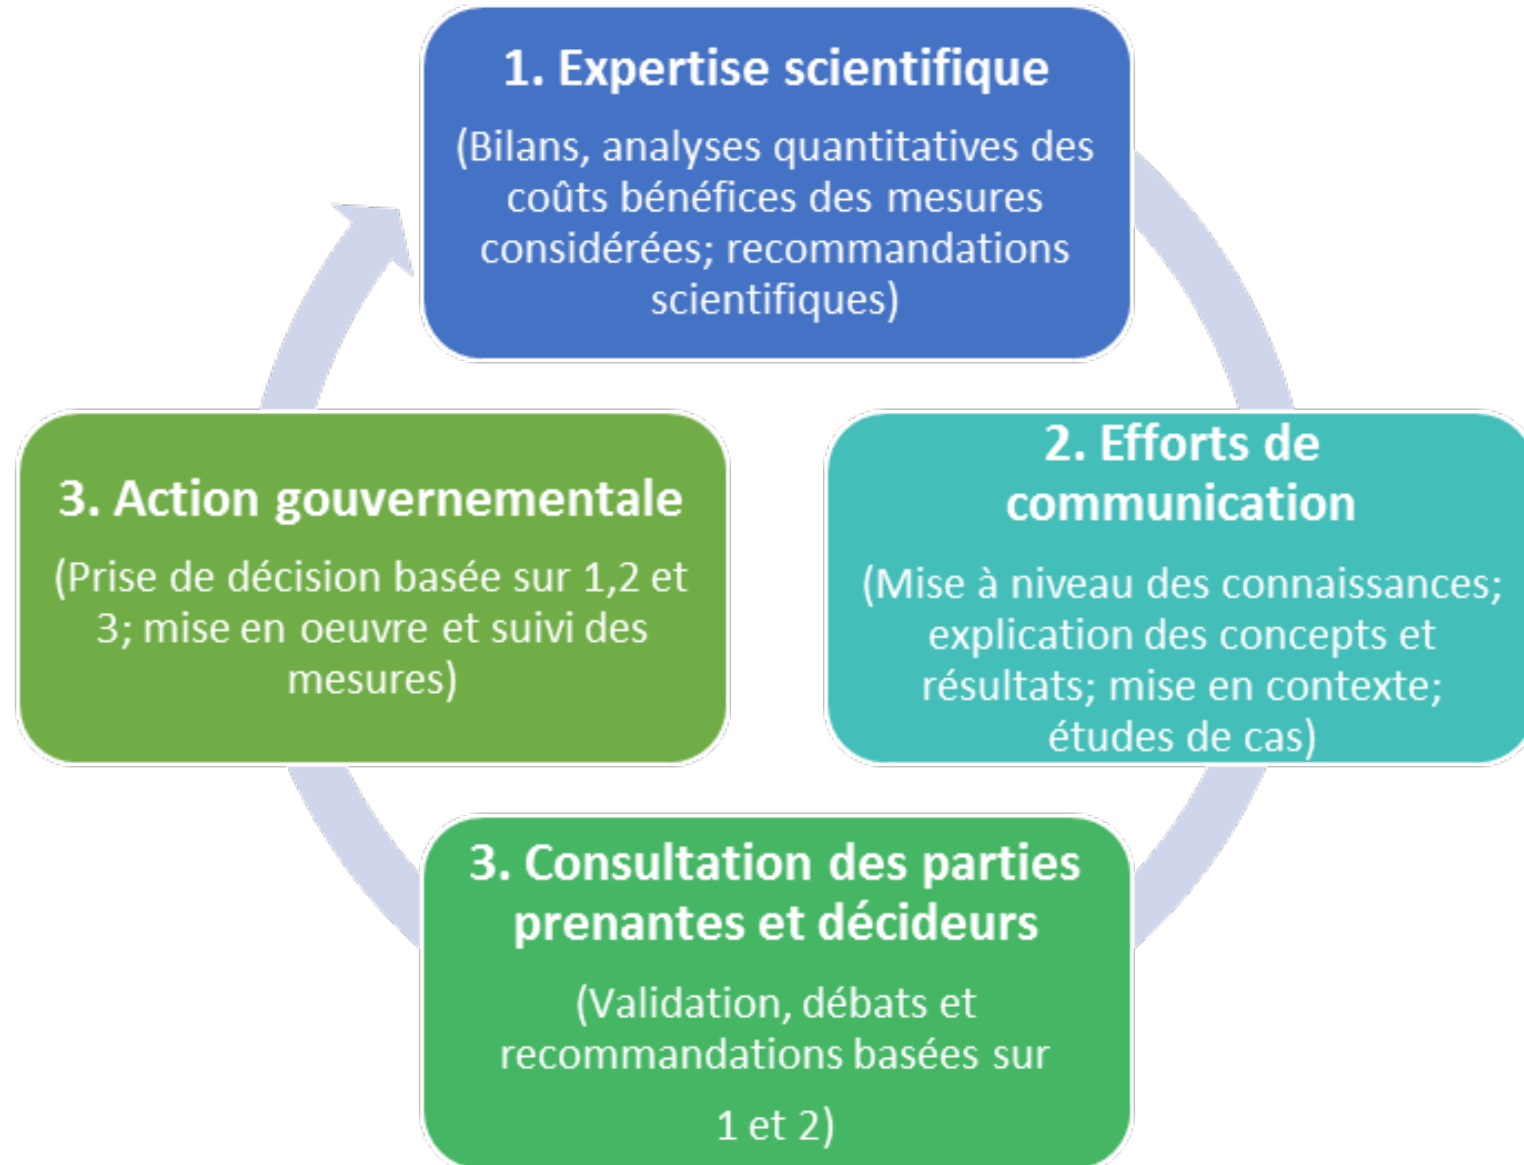 1. Expertise scientifique
(Bilans, analyses quantitatives des
coûts bénéfices des mesures
considérées; recommandations
scientifiques)
2. Efforts de
communication
(Mise à niveau des connaissances;
explication des concepts et
résultats; mise en contexte;
études de cas)
3. Consultation des parties
prenantes et décideurs
(Validation, débats et
recommandations basées sur
1 et 2)
3. Action gouvernementale
(Prise de décision basée sur 1,2 et
3; mise en oeuvre et suivi des
mesures)